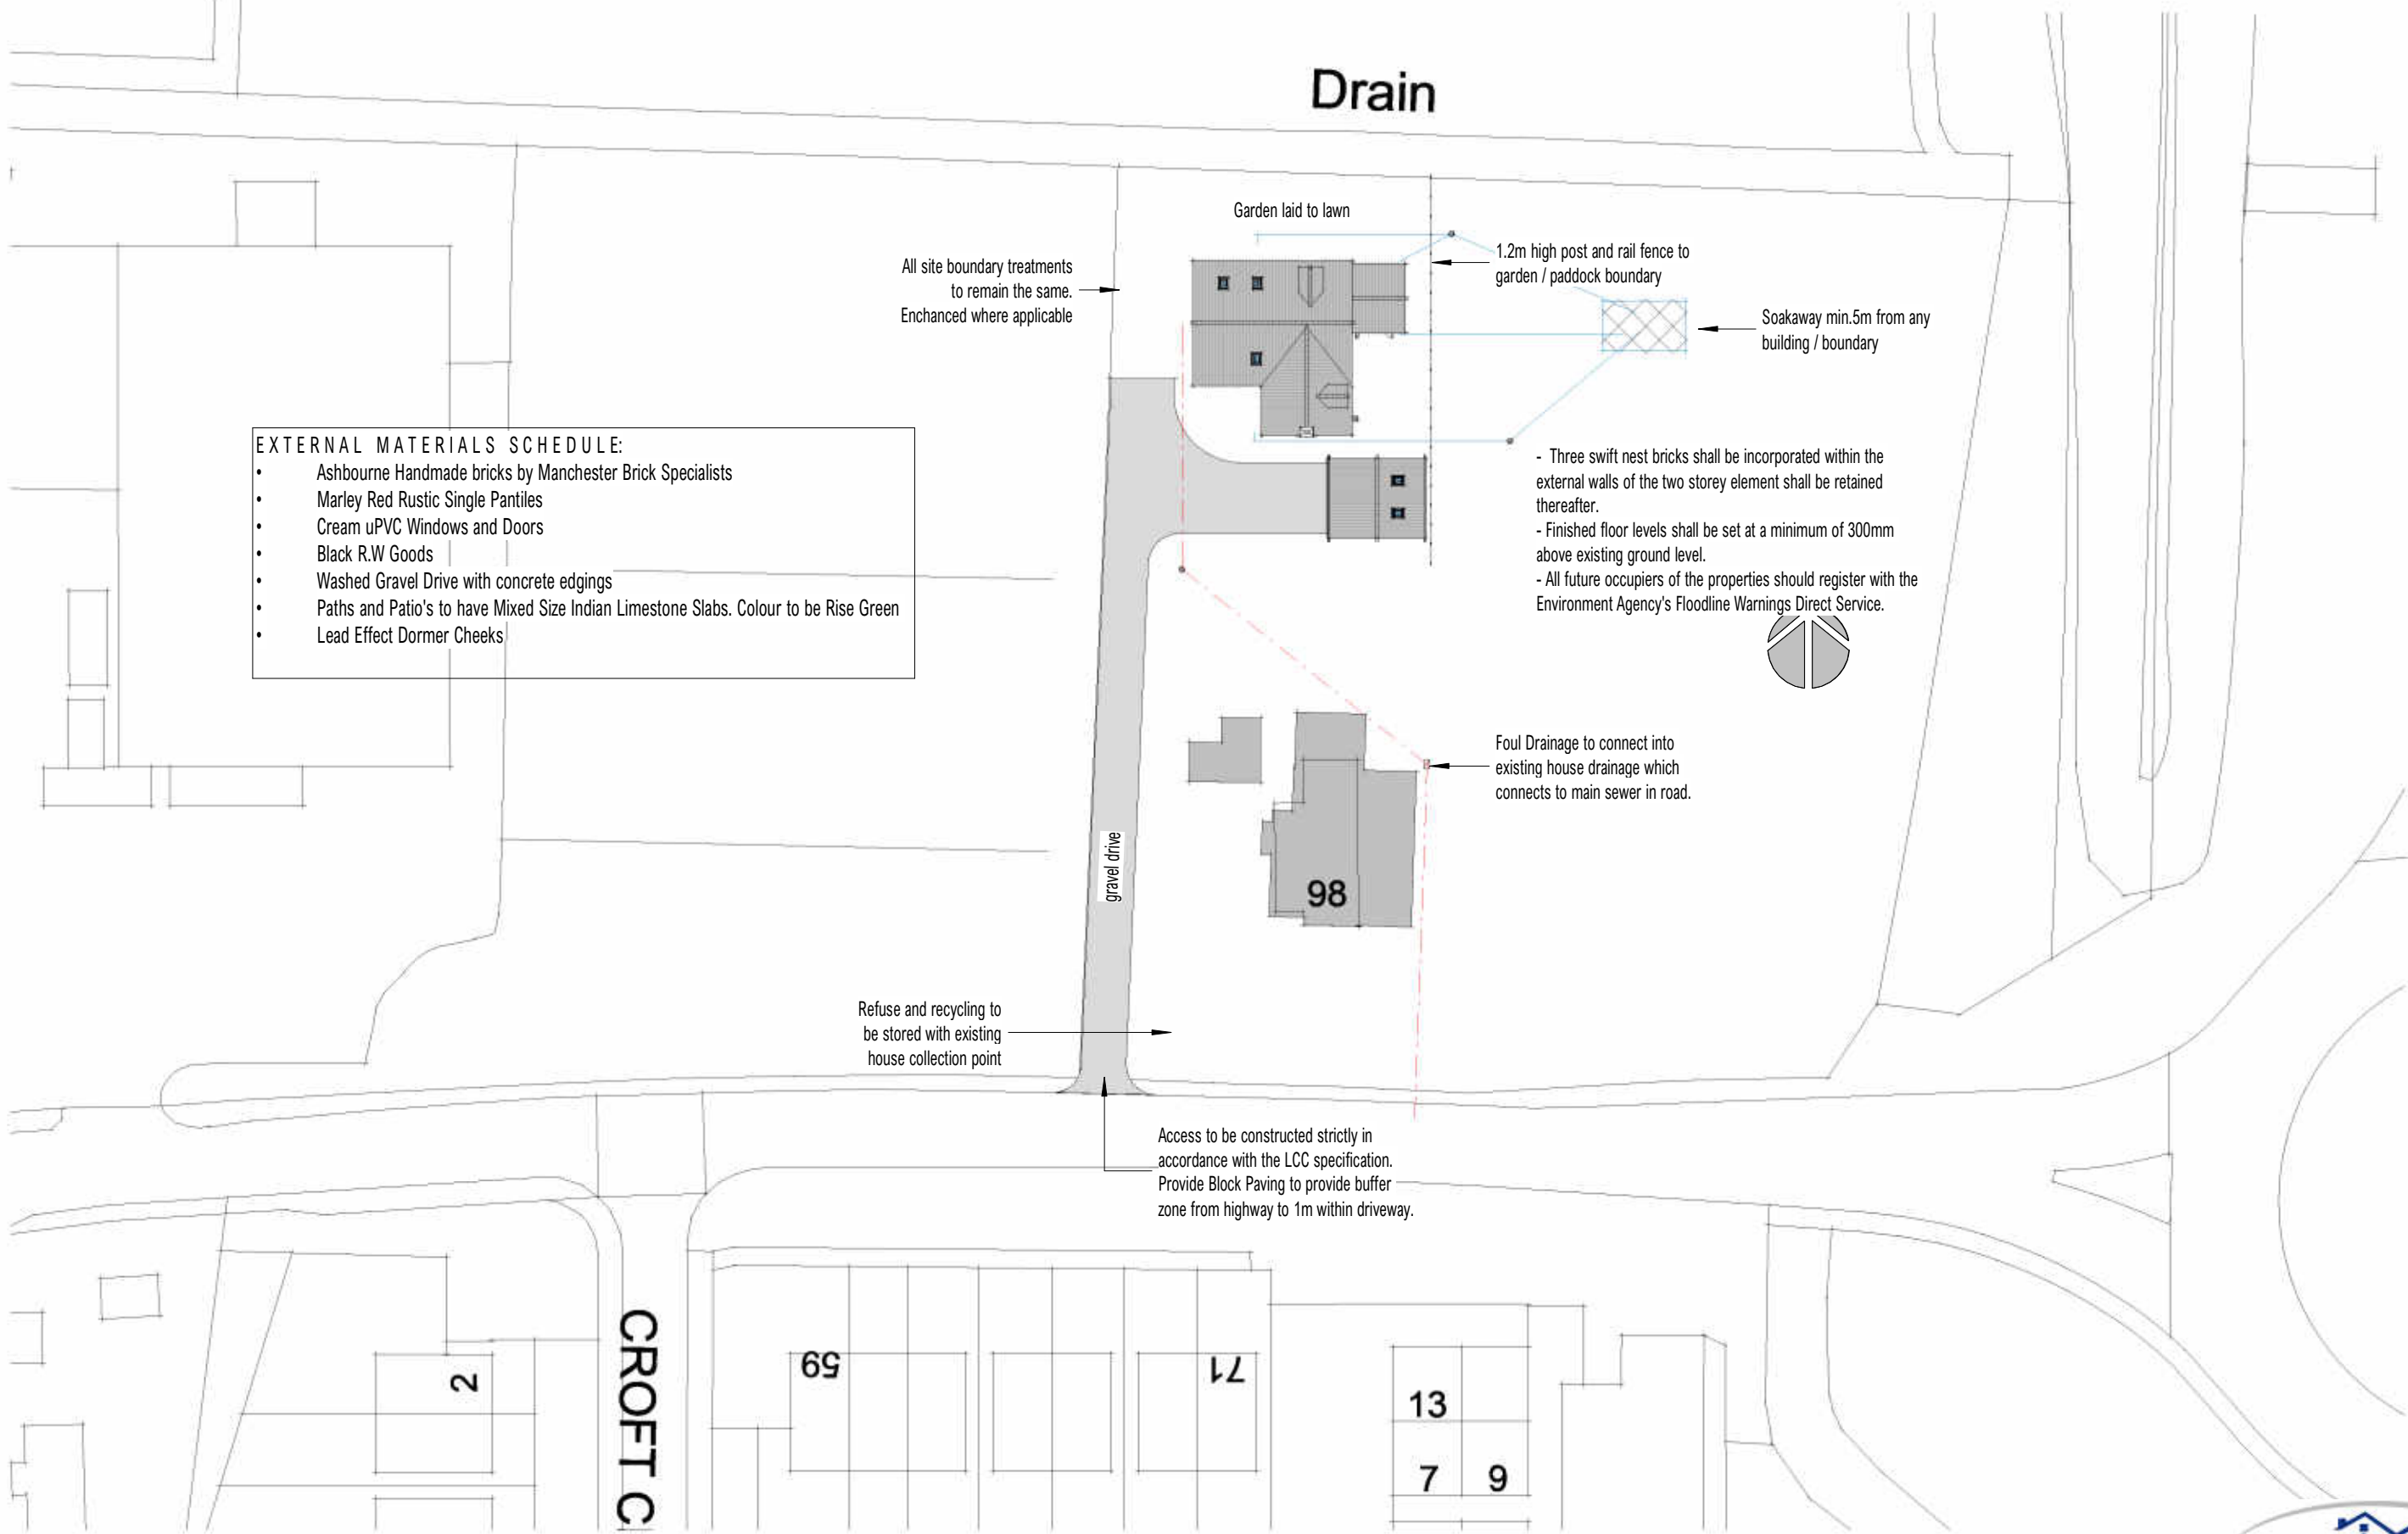 Drain
Garden laid to lawn
All site boundary treatments
to remain the same.
Enchanced where applicable
1.2m high post and rail fence to
garden / paddock boundary
Soakaway min.5m from any
building / boundary
EXTERNAL MATERIALS SCHEDULE:
• Ashbourne Handmade bricks by Manchester Brick Specialists
• Marley Red Rustic Single Pantiles
• Cream uPVC Windows and Doors
• Black R.W Goods
• Washed Gravel Drive with concrete edgings
• Paths and Patio's to have Mixed Size Indian Limestone Slabs. Colour to be Rise Green
• Lead Effect Dormer Cheeks
- Three swift nest bricks shall be incorporated within the
external walls of the two storey element shall be retained
thereafter.
- Finished floor levels shall be set at a minimum of 300mm
above existing ground level.
- All future occupiers of the properties should register with the
Environment Agency's Floodline Warnings Direct Service.
Foul Drainage to connect into
existing house drainage which
connects to main sewer in road.
gravel drive
98
Refuse and recycling to
be stored with existing
house collection point
Access to be constructed strictly in
accordance with the LCC specification.
Provide Block Paving to provide buffer
zone from highway to 1m within driveway.
CROFT C
2
59
71
13
7
9